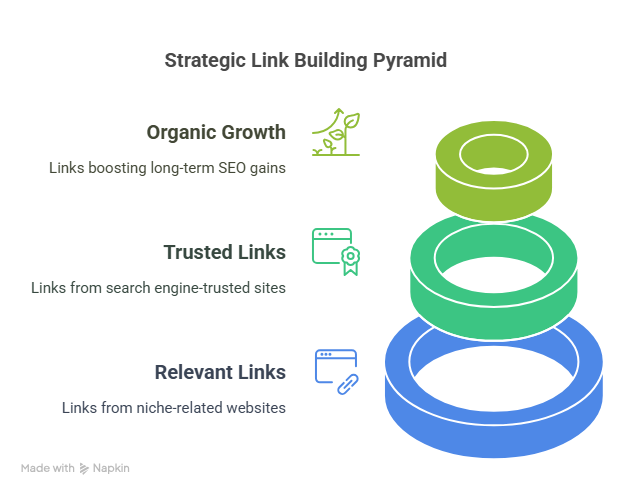 Strategic Link Building Pyramid
Organic Growth
Links boosting long-term SEO gains
Trusted Links
Links from search engine-trusted sites
Relevant Links
Links from niche-related websites
Made with Napkin